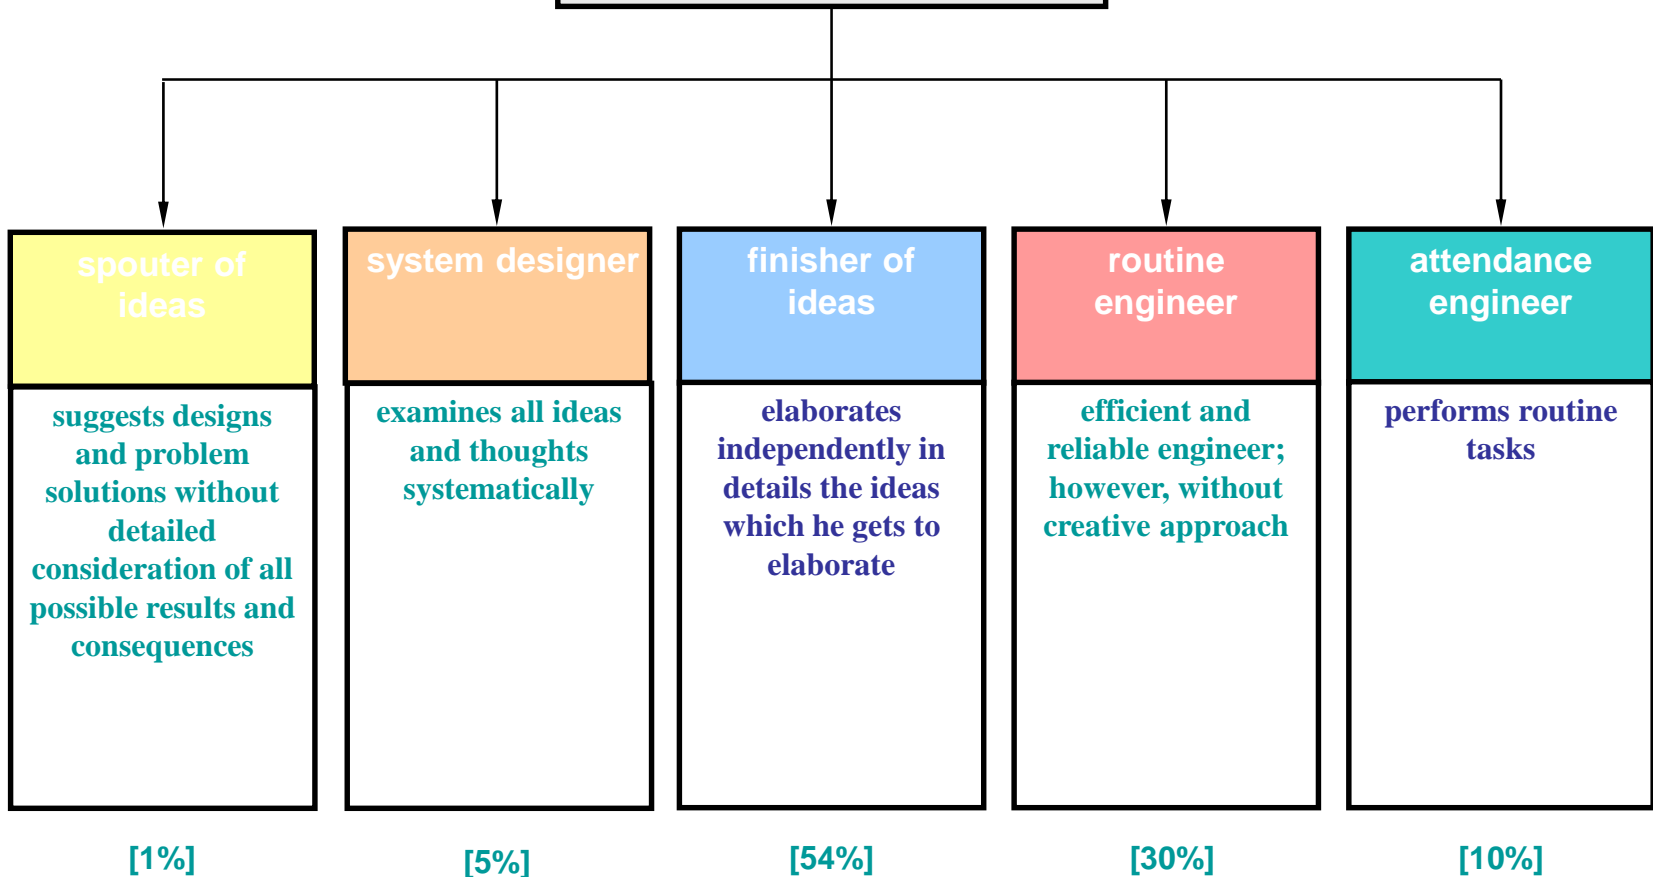 spouter of
ideas
suggests designs
and problem
solutions without
detailed
consideration of all
possible results and
consequences
[1%]
system designer
examines all ideas
and thoughts
systematically
[5%]
finisher of
ideas
elaborates
independently in
details the ideas
which he gets to
elaborate
[54%]
routine
engineer
efficient and
reliable engineer;
however, without
creative approach
[30%]
attendance
engineer
performs routine
tasks
[10%]